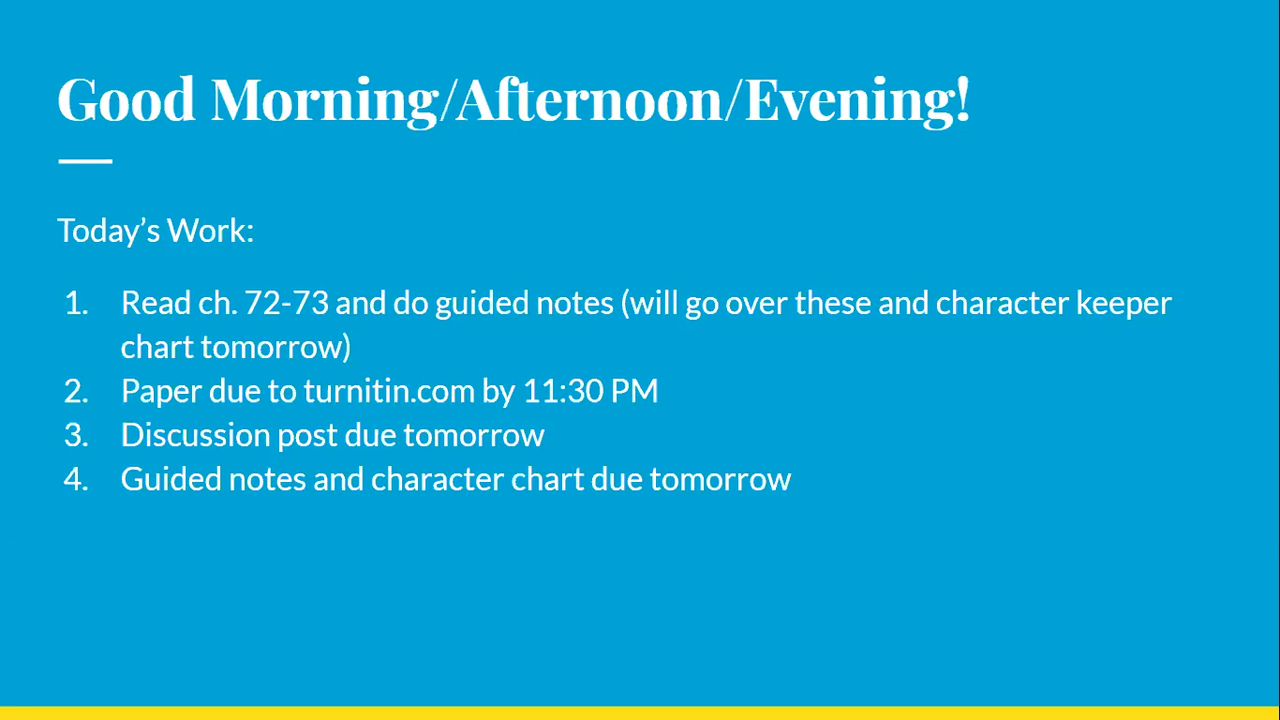 Good Morning/Afternoon/Evening!
Today’s Work:
1. Read ch. 72-73 and do guided notes (will go over these and character keeper
chart tomorrow)
2. Paper due to turnitin.com by 11:30 PM
3. Discussion post due tomorrow
4. Guided notes and character chart due tomorrow